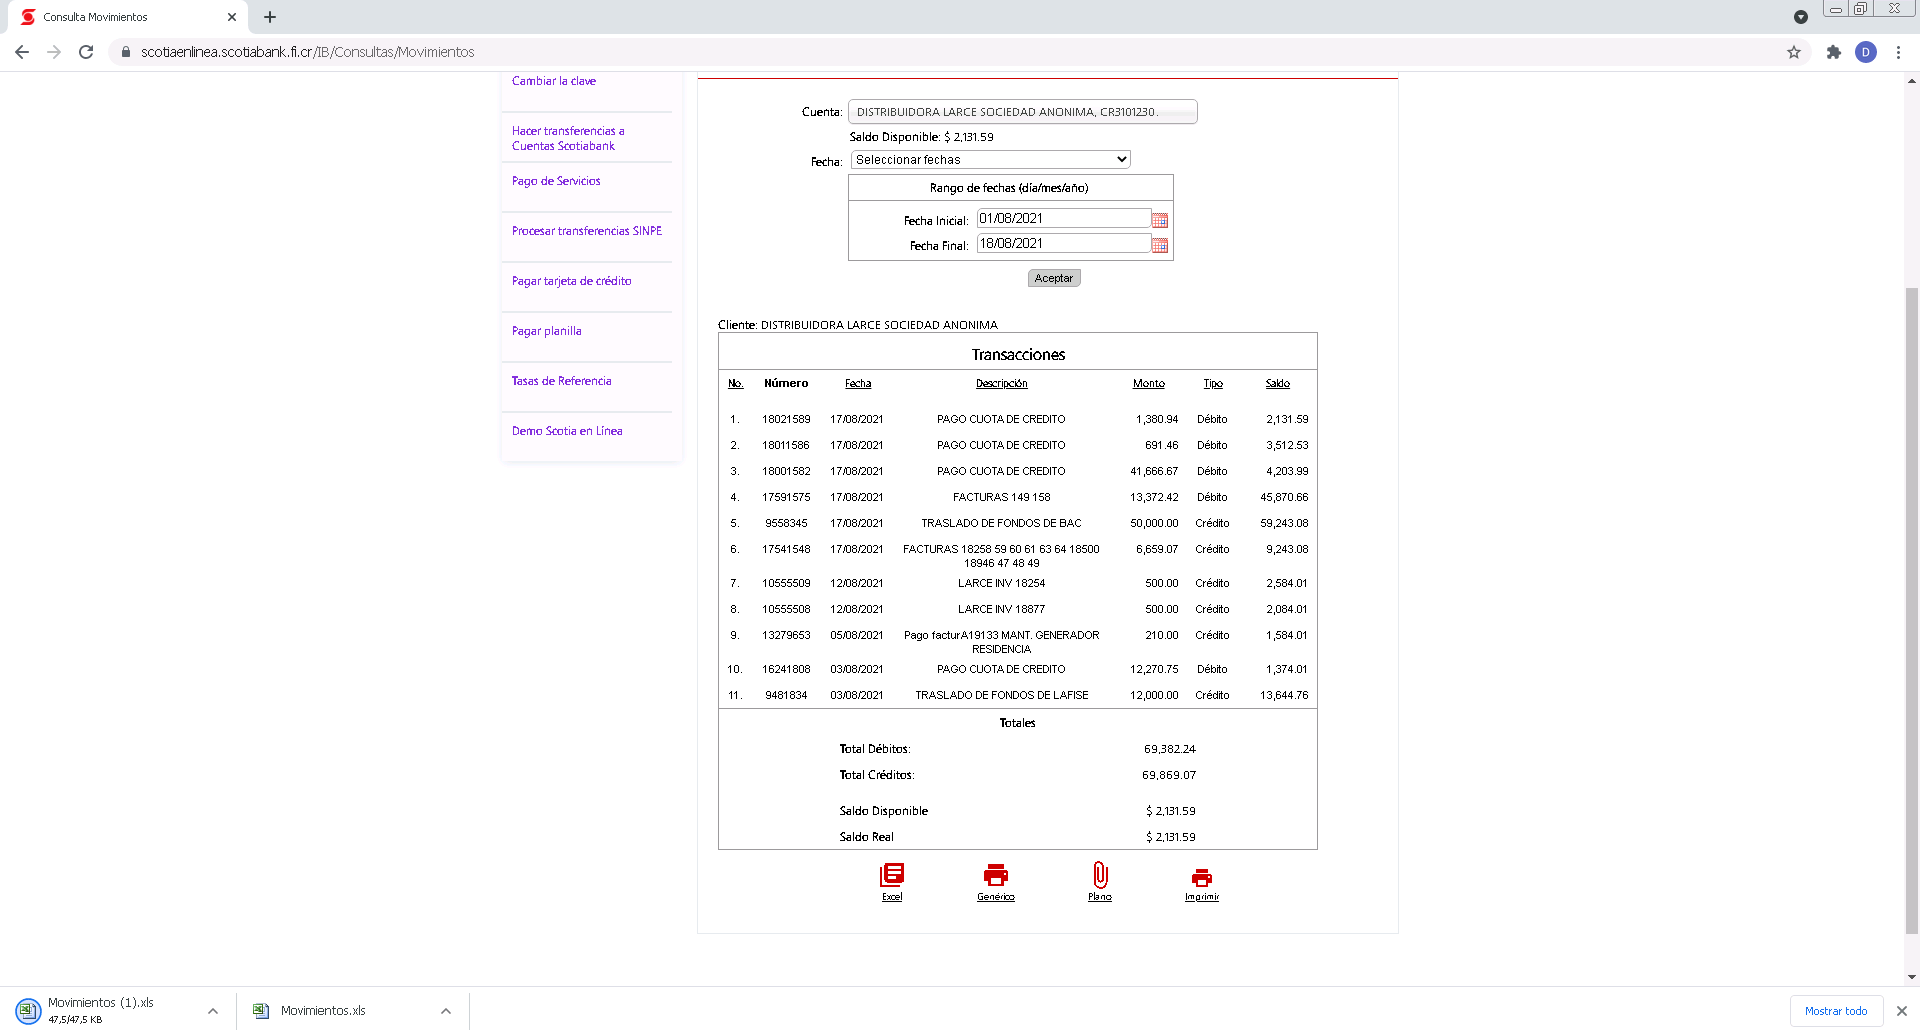 Consulta Movimientos
scotiaenlinea.scotiabank.fi.cr/IB/Consultas/Movimientos
D
Cambiar la clave
Hacer transferencias a
Cuentas Scotiabank
Pago de Servicios
Procesar transferencias SINPE
Pagar tarjeta de crédito
Pagar planilla
Tasas de Referencia
Demo Scotia en Línea
Cuenta: DISTRIBUIDORA LARCE SOCIEDAD ANONIMA, CR3101230.
Saldo Disponible: $ 2,131.59
Fecha: Seleccionar fechas
Rango de fechas (día/mes/año)
Fecha Inicial: 01/08/2021
Fecha Final: 18/08/2021
Aceptar
Cliente: DISTRIBUIDORA LARCE SOCIEDAD ANONIMA
Transacciones
No. Número Fecha Descripción Monto Tipo Saldo
1. 18021589 17/08/2021 PAGO CUOTA DE CREDITO 1,380.94 Débito 2,131.59
2. 18011586 17/08/2021 PAGO CUOTA DE CREDITO 691.46 Débito 3,512.53
3. 18001582 17/08/2021 PAGO CUOTA DE CREDITO 41,666.67 Débito 4,203.99
4. 17591575 17/08/2021 FACTURAS 149 158 13,372.42 Débito 45,870.66
5. 9558345 17/08/2021 TRASLADO DE FONDOS DE BAC 50,000.00 Crédito 59,243.08
6. 17541548 17/08/2021 FACTURAS 18258 59 60 61 63 64 18500 6,659.07 Crédito 9,243.08
18946 47 48 49
7. 10555509 12/08/2021 LARCE INV 18254 500.00 Crédito 2,584.01
8. 10555508 12/08/2021 LARCE INV 18877 500.00 Crédito 2,084.01
9. 13279653 05/08/2021 Pago facturA19133 MANT. GENERADOR 210.00 Crédito 1,584.01
RESIDENCIA
10. 16241808 03/08/2021 PAGO CUOTA DE CREDITO 12,270.75 Débito 1,374.01
11. 9481834 03/08/2021 TRASLADO DE FONDOS DE LAFISE 12,000.00 Crédito 13,644.76
Totales
Total Débitos: 69,382.24
Total Créditos: 69,869.07
Saldo Disponible $ 2,131.59
Saldo Real $ 2,131.59
Excel Genérico Plano Imprimir
Movimientos (1).xls
47,5/47,5 KB
Movimientos.xls
Mostrar todo